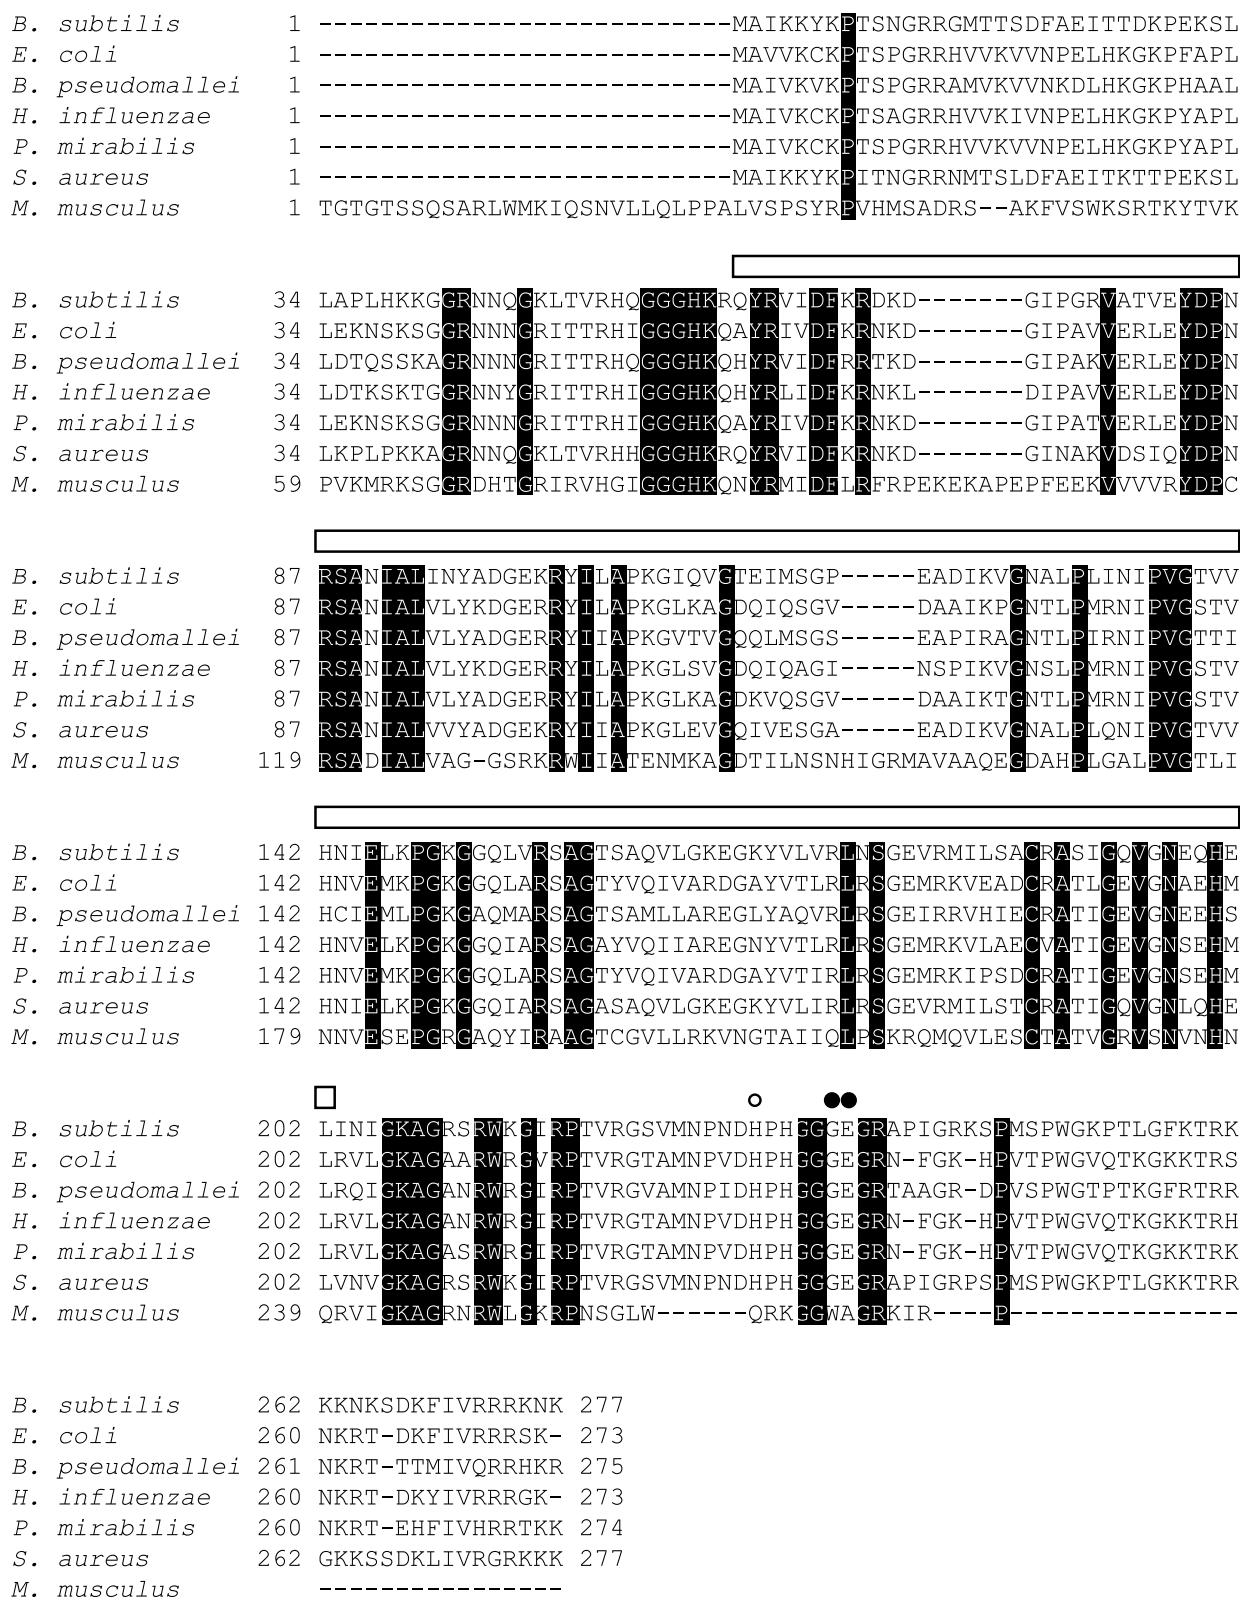 B. subtilis 1 ----------------------------MAIKKYKPTSNGRRGMTTSDFAEITTDKPEKSL
E. coli 1 ----------------------------MAVVKCKPTSPGRRHVVKVVNPELHKGKPFAPL
B. pseudomallei 1 ----------------------------MAIVKVKPTSPGRRAMVKVVNKDLHKGKPHAAL
H. influenzae 1 ----------------------------MAIVKCKPTSAGRRHVVKIVNPELHKGKPYAPL
P. mirabilis 1 ----------------------------MAIVKCKPTSPGRRHVVKVVNPELHKGKPYAPL
S. aureus 1 ----------------------------MAIKKYKPITNGRRNMTSLDFAEITKTTPEKSL
M. musculus 1 TGTGTSSQSARLWMKIQSNVLLQLPPALVSPSYRPVHMSADRS--AKFVSWKSRTKYTVK
B. subtilis 34 LAPLHKKGGRNNQGKLTVRHQGGGHKRQYRVIDFKRDKD-------GIPGRVATVEYDPN
E. coli 34 LEKNSKSGGRNNNGRITTRHIGGGHKQAYRIVDFKRNKD-------GIPAVVERLEYDPN
B. pseudomallei 34 LDTQSSKAGRNNNGRITTRHQGGGHKQHYRVIDFRRTKD-------GIPAKVERLEYDPN
H. influenzae 34 LDTKSKTGGRNNYGRITTRHIGGGHKQHYRLIDFKRNKL-------DIPAVVERLEYDPN
P. mirabilis 34 LEKNSKSGGRNNNGRITTRHIGGGHKQAYRIVDFKRNKD-------GIPATVERLEYDPN
S. aureus 34 LKPLPKKAGRNNQGKLTVRHHGGGHKRQYRVIDFKRNKD-------GINAKVDSIQYDPN
M. musculus 59 PVKMRKSGGRDHTGRIRVHGIGGGHKQNYRMIDFLRFRPEKEKAPEPFEEKVVVVRYDPC
B. subtilis 87 RSANIALINYADGEKRYILAPKGIQVGTEIMSGP-----EADIKVGNALPLINIPVGTVV
E. coli 87 RSANIALVLYKDGERRYILAPKGLKAGDQIQSGV-----DAAIKPGNTLPMRNIPVGSTV
B. pseudomallei 87 RSANIALVLYADGERRYIIAPKGVTVGQQLMSGS-----EAPIRAGNTLPIRNIPVGTTI
H. influenzae 87 RSANIALVLYKDGERRYILAPKGLSVGDQIQAGI-----NSPIKVGNSLPMRNIPVGSTV
P. mirabilis 87 RSANIALVLYADGERRYILAPKGLKAGDKVQSGV-----DAAIKTGNTLPMRNIPVGSTV
S. aureus 87 RSANIALVVYADGEKRYIIAPKGLEVGQIVESGA-----EADIKVGNALPLQNIPVGTVV
M. musculus 119 RSADIALVAG-GSRKRWIIATENMKAGDTILNSNHIGRMAVAAQEGDAHPLGALPVGTLI
B. subtilis 142 HNIELKPGKGGQLVRSAGTSAQVLGKEGKYVLVRLNSGEVRMILSACRASIGQVGNEQHE
E. coli 142 HNVEMKPGKGGQLARSAGTYVQIVARDGAYVTLRLRSGEMRKVEADCRATLGEVGNAEHM
B. pseudomallei 142 HCIEMLPGKGAQMARSAGTSAMLLAREGLYAQVRLRSGEIRRVHIECRATIGEVGNEEHS
H. influenzae 142 HNVELKPGKGGQIARSAGAYVQIIAREGNYVTLRLRSGEMRKVLAECVATIGEVGNSEHM
P. mirabilis 142 HNVEMKPGKGGQLARSAGTYVQIVARDGAYVTIRLRSGEMRKIPSDCRATIGEVGNSEHM
S. aureus 142 HNIELKPGKGGQIARSAGASAQVLGKEGKYVLIRLRSGEVRMILSTCRATIGQVGNLQHE
M. musculus 179 NNVESEPGRGAQYIRAAGTCGVLLRKVNGTAIIQLPSKRQMQVLESCTATVGRVSNVNHN
B. subtilis 202 LINIGKAGRSRWKGIRPTVRGSVMNPNDHPHGGGEGRAPIGRKSPMSPWGKPTLGFKTRK
E. coli 202 LRVLGKAGAARWRGVRPTVRGTAMNPVDHPHGGGEGRN-FGK-HPVTPWGVQTKGKKTRS
B. pseudomallei 202 LRQIGKAGANRWRGIRPTVRGVAMNPIDHPHGGGEGRTAAGR-DPVSPWGTPTKGFRTRR
H. influenzae 202 LRVLGKAGANRWRGIRPTVRGTAMNPVDHPHGGGEGRN-FGK-HPVTPWGVQTKGKKTRH
P. mirabilis 202 LRVLGKAGASRWRGIRPTVRGTAMNPVDHPHGGGEGRN-FGK-HPVTPWGVQTKGKKTRK
S. aureus 202 LVNVGKAGRSRWKGIRPTVRGSVMNPNDHPHGGGEGRAPIGRPSPMSPWGKPTLGKKTRR
M. musculus 239 QRVIGKAGRNRWLGKRPNSGLW------QRKGGWAGRKIR----P---------------
B. subtilis 262 KKNKSDKFIVRRRKNK 277
E. coli 260 NKRT-DKFIVRRRSK- 273
B. pseudomallei 261 NKRT-TTMIVQRRHKR 275
H. influenzae 260 NKRT-DKYIVRRRGK- 273
P. mirabilis 260 NKRT-EHFIVHRRTKK 274
S. aureus 262 GKKSSDKLIVRGRKKK 277
M. musculus ----------------